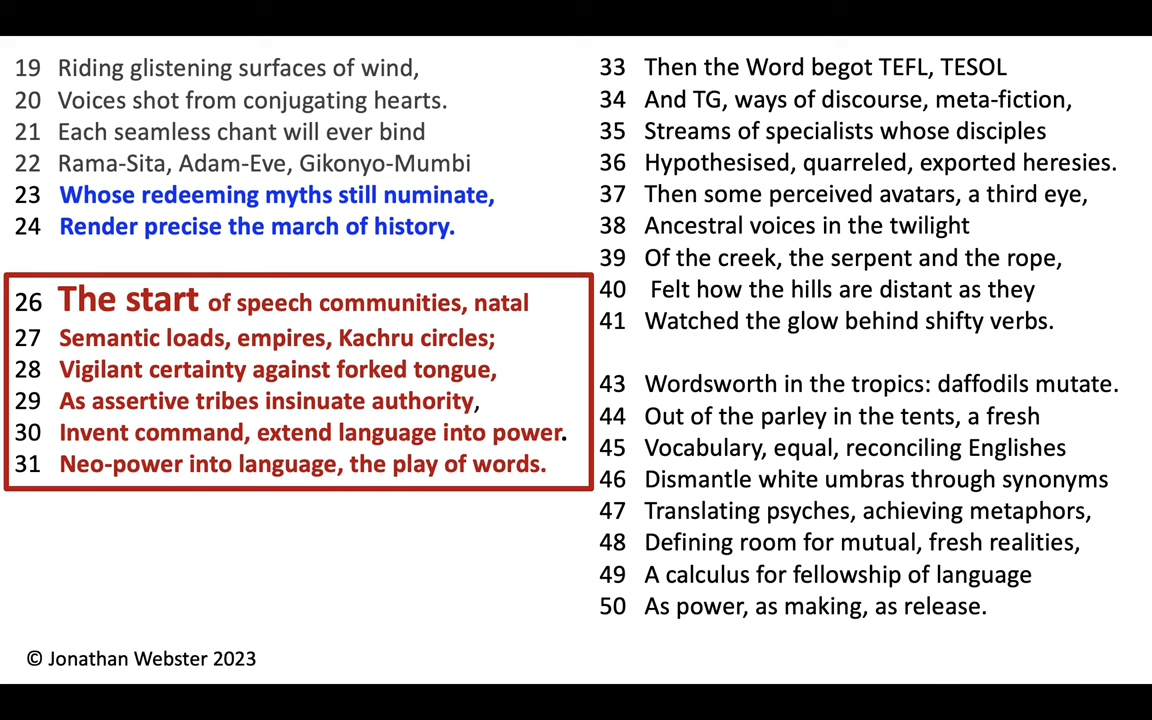 19 Riding glistening surfaces of wind,
20 Voices shot from conjugating hearts.
21 Each seamless chant will ever bind
22 Rama-Sita, Adam-Eve, Gikonyo-Mumbi
23 Whose redeeming myths still numinate,
24 Render precise the march of history.
26 The start of speech communities, natal
27 Semantic loads, empires, Kachru circles;
28 Vigilant certainty against forked tongue,
29 As assertive tribes insinuate authority,
30 Invent command, extend language into power.
31 Neo-power into language, the play of words.
33 Then the Word begot TEFL, TESOL
34 And TG, ways of discourse, meta-fiction,
35 Streams of specialists whose disciples
36 Hypothesised, quarreled, exported heresies.
37 Then some perceived avatars, a third eye,
38 Ancestral voices in the twilight
39 Of the creek, the serpent and the rope,
40 Felt how the hills are distant as they
41 Watched the glow behind shifty verbs.
43 Wordsworth in the tropics: daffodils mutate.
44 Out of the parley in the tents, a fresh
45 Vocabulary, equal, reconciling Englishes
46 Dismantle white umbras through synonyms
47 Translating psyches, achieving metaphors,
48 Defining room for mutual, fresh realities,
49 A calculus for fellowship of language
50 As power, as making, as release.
© Jonathan Webster 2023